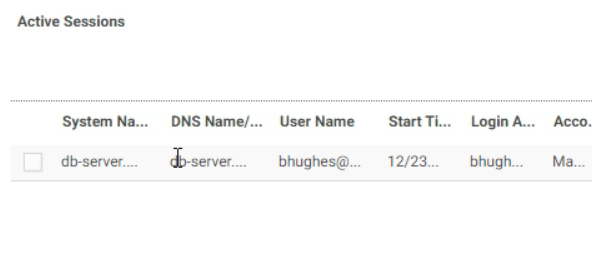 Active Sessions
System Na... DNS Name/... User Name Start Ti... Login A... Acco.
db-server.... db-server.... bhughes@... 12/23... bhugh... Ma...